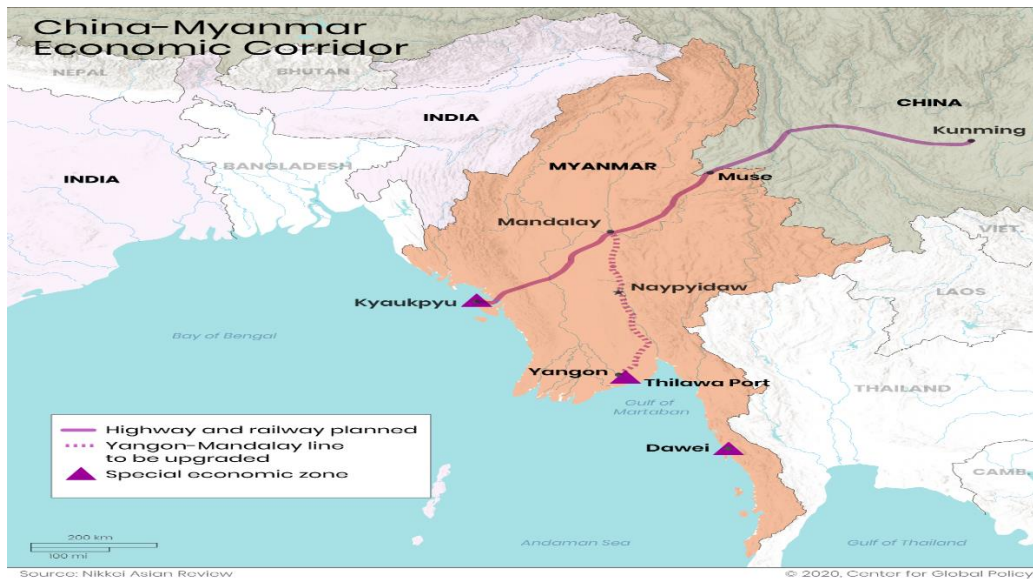 China-Myanmar
Economic Corridor
NEPAL
BHUTAN
INDIA
CHINA
Kunming
BANGLADESH
INDIA
MYANMAR
Muse
Mandalay
VIET.
Naypyidaw
LAOS
Kyaukpyu
Bay of Bengal
Yangon
Thilawa Port
THAILAND
Gulf of
Martaban
Highway and railway planned
Yangon-Mandalay line
to be upgraded
Special economic zone
Dawei
CAMB.
200 km
100 mi
Andaman Sea
Gulf of Thailand
Source: Nikkei Asian Review
© 2020, Center for Global Policy